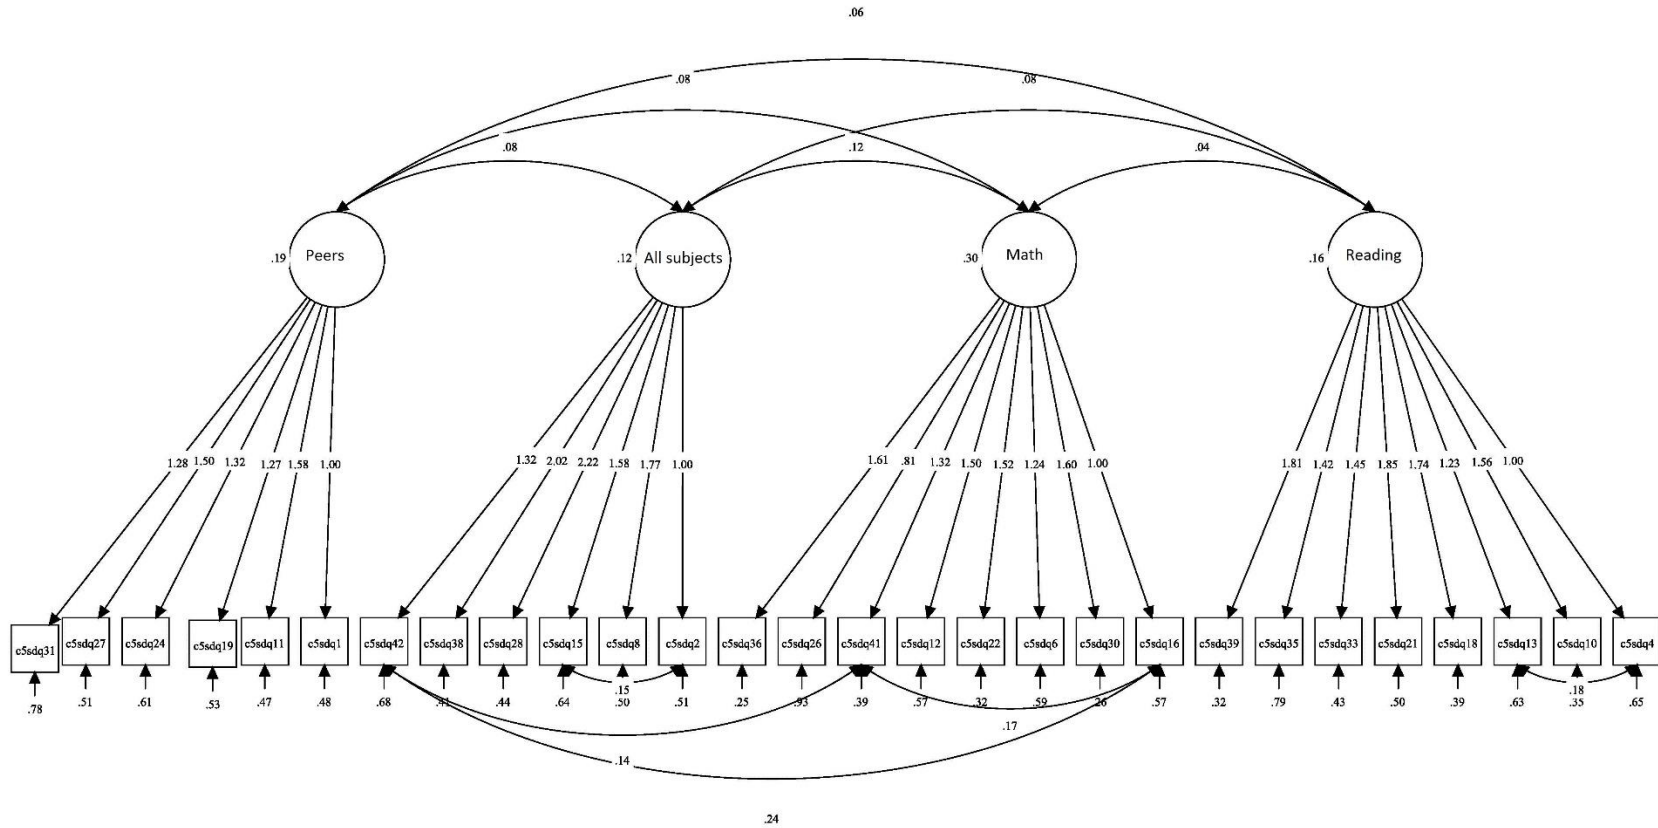 .06
.08 .08
.08 .12 .04
.19 Peers .12 All subjects .30 Math .16 Reading
1.28 1.50 1.32 1.27 1.58 1.00 1.32 2.02 2.22 1.58 1.77 1.00 1.61 .81 1.32 1.50 1.52 1.24 1.60 1.00 1.81 1.42 1.45 1.85 1.74 1.23 1.56 1.00
c5sdq31 c5sdq27 c5sdq24 c5sdq19 c5sdq11 c5sdq1 c5sdq42 c5sdq38 c5sdq28 c5sdq15 c5sdq8 c5sdq2 c5sdq36 c5sdq26 c5sdq41 c5sdq12 c5sdq22 c5sdq6 c5sdq30 c5sdq16 c5sdq39 c5sdq35 c5sdq33 c5sdq21 c5sdq18 c5sdq13 c5sdq10 c5sdq4
.15 .18
.78 .51 .61 .53 .47 .48 .68 .41 .44 .64 .50 .51 .25 .93 .39 .57 .32 .59 .26 .57 .32 .79 .43 .50 .39 .63 .35 .65
.17
.14
.24